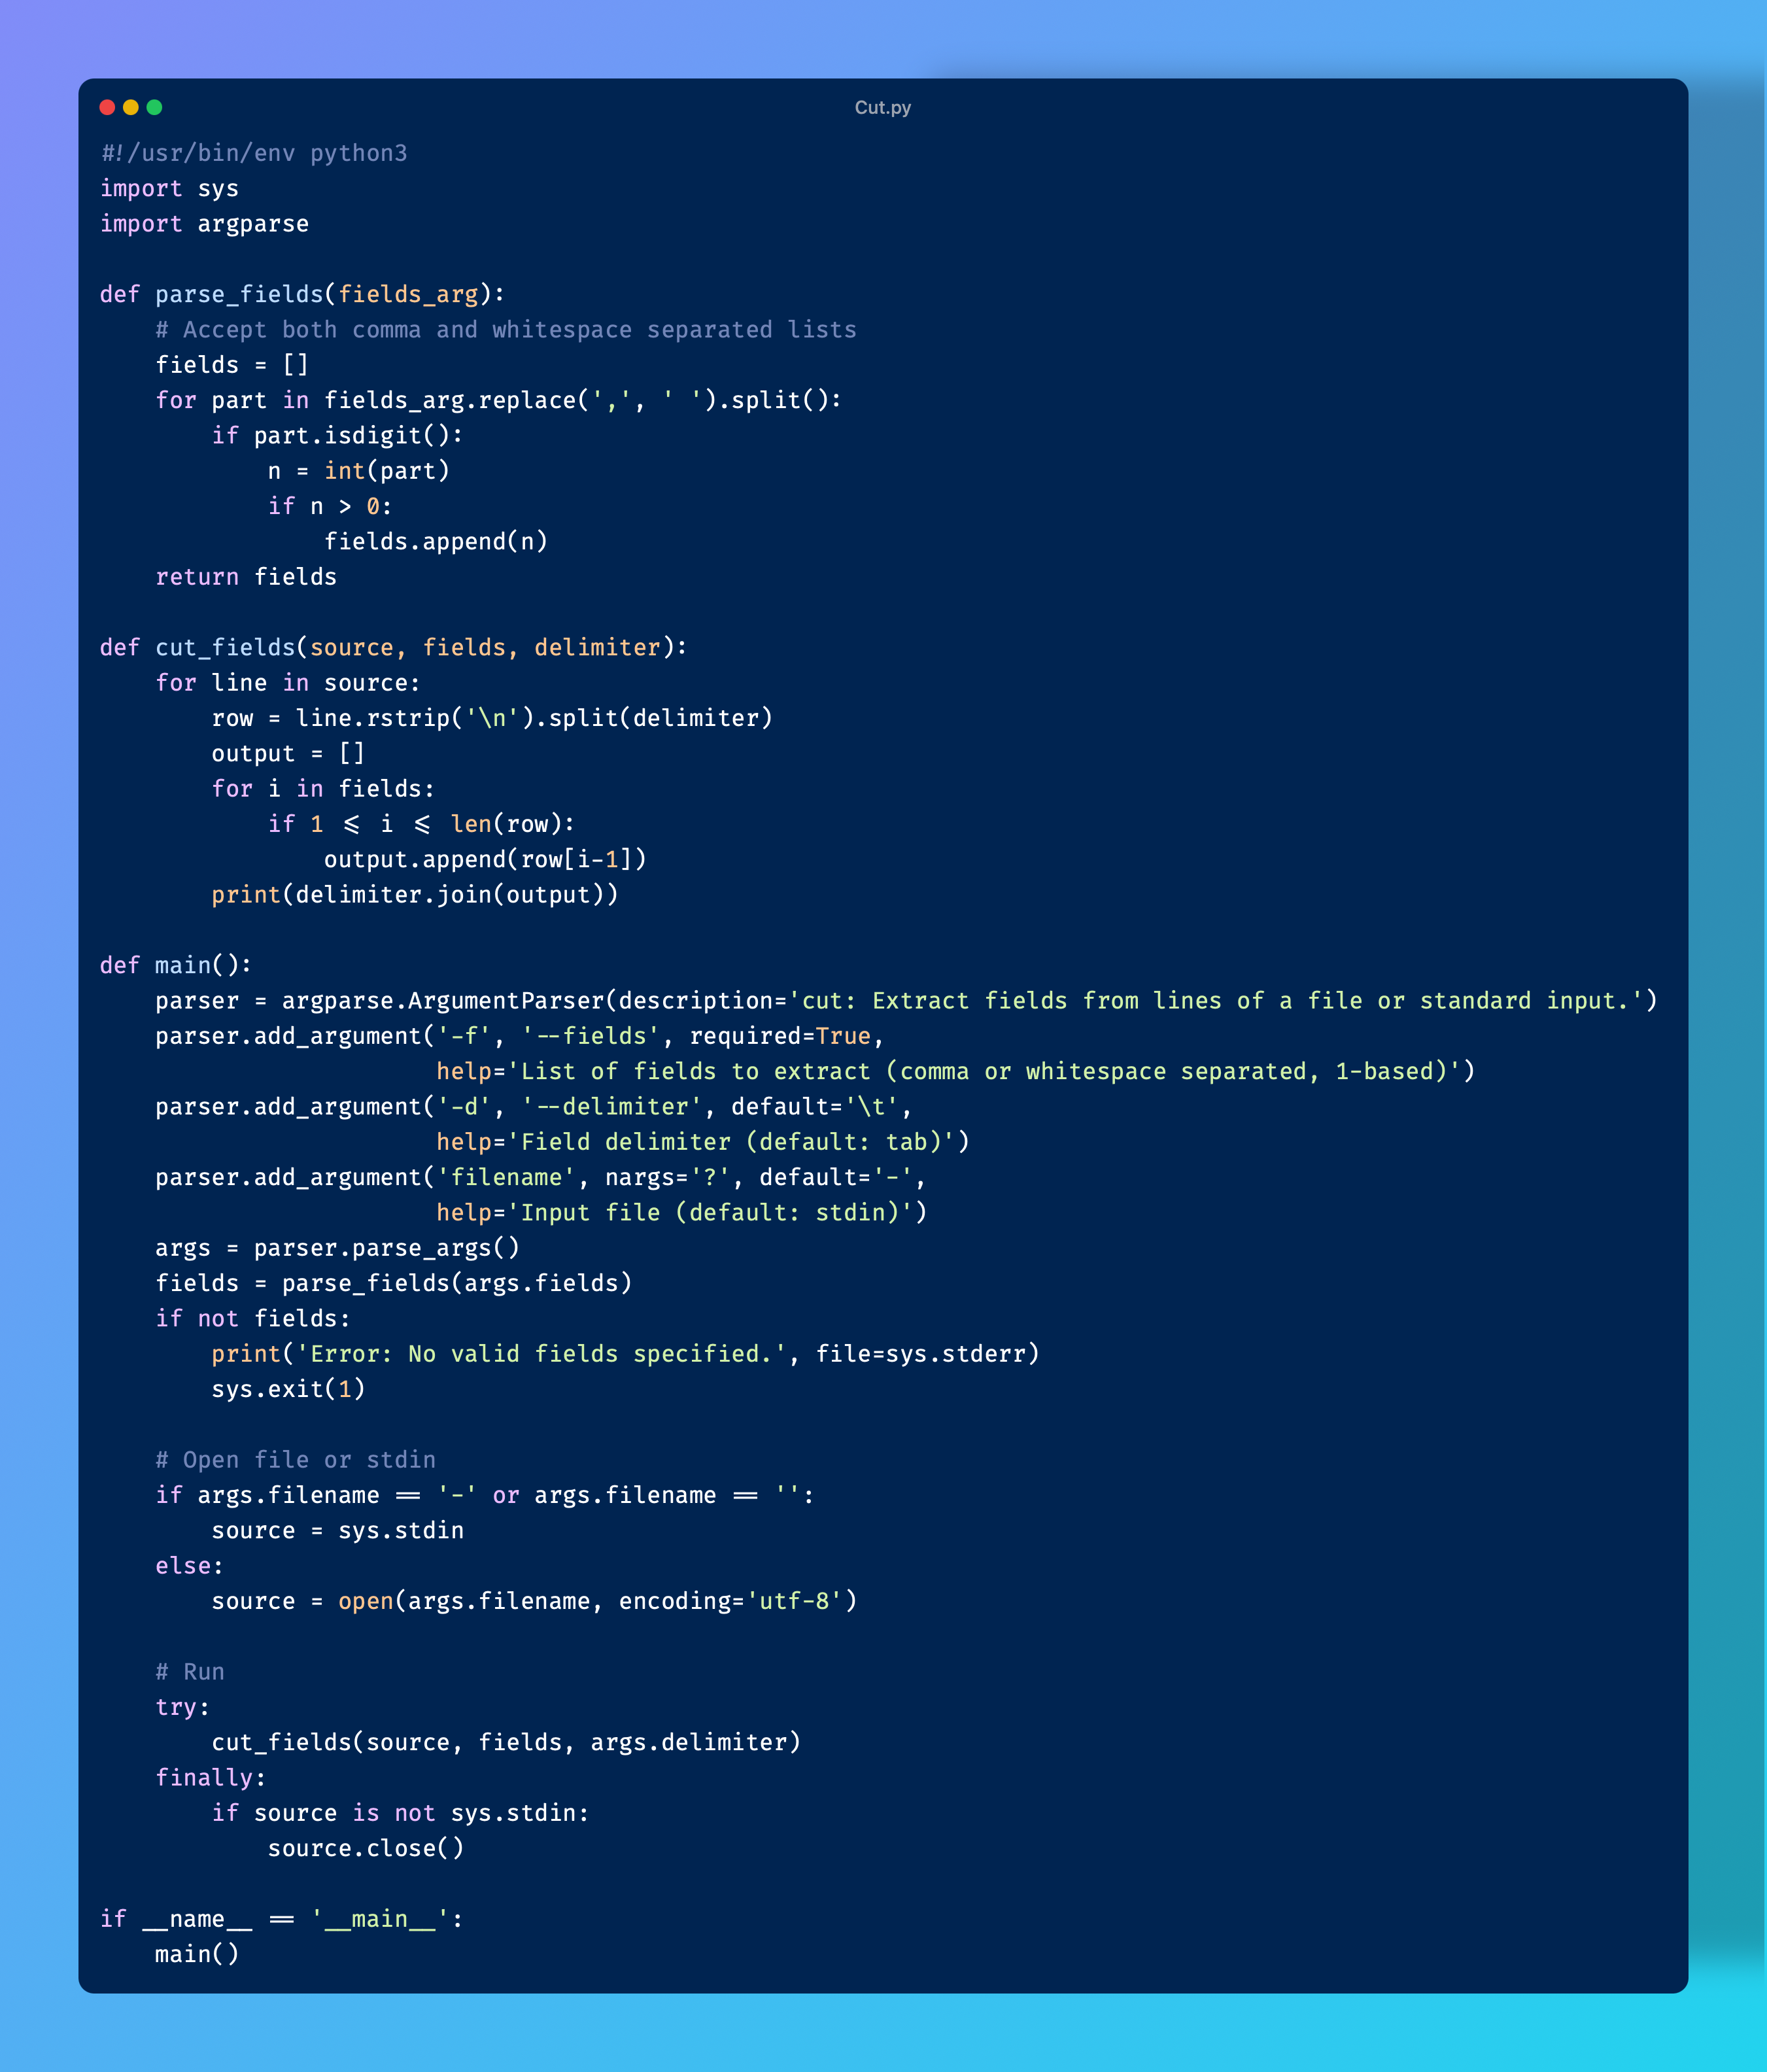 Cut.py
#!/usr/bin/env python3
import sys
import argparse

def parse_fields(fields_arg):
    # Accept both comma and whitespace separated lists
    fields = []
    for part in fields_arg.replace(',', ' ').split():
        if part.isdigit():
            n = int(part)
            if n > 0:
                fields.append(n)
    return fields

def cut_fields(source, fields, delimiter):
    for line in source:
        row = line.rstrip('\n').split(delimiter)
        output = []
        for i in fields:
            if 1 <= i <= len(row):
                output.append(row[i-1])
        print(delimiter.join(output))

def main():
    parser = argparse.ArgumentParser(description='cut: Extract fields from lines of a file or standard input.')
    parser.add_argument('-f', '--fields', required=True,
                        help='List of fields to extract (comma or whitespace separated, 1-based)')
    parser.add_argument('-d', '--delimiter', default='\t',
                        help='Field delimiter (default: tab)')
    parser.add_argument('filename', nargs='?', default='-',
                        help='Input file (default: stdin)')
    args = parser.parse_args()
    fields = parse_fields(args.fields)
    if not fields:
        print('Error: No valid fields specified.', file=sys.stderr)
        sys.exit(1)

    # Open file or stdin
    if args.filename == '-' or args.filename == '':
        source = sys.stdin
    else:
        source = open(args.filename, encoding='utf-8')

    # Run
    try:
        cut_fields(source, fields, args.delimiter)
    finally:
        if source is not sys.stdin:
            source.close()

if __name__ == '__main__':
    main()